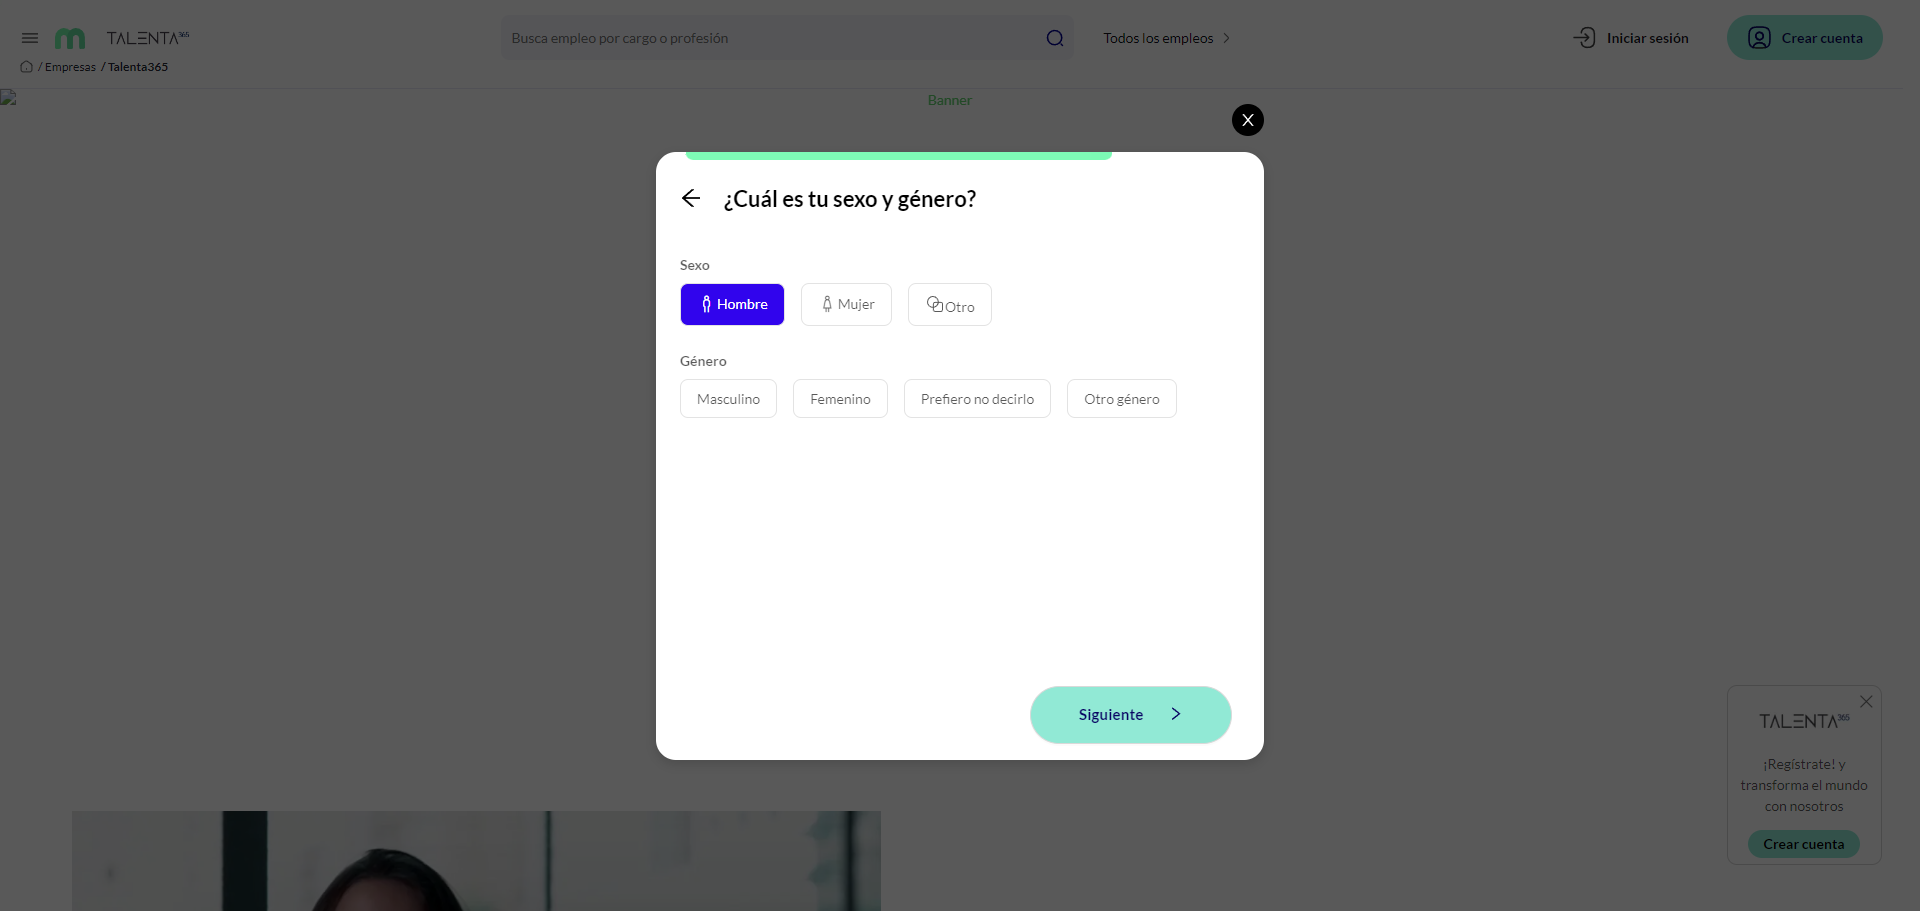 TALENTA365
Busca empleo por cargo o profesión
Todos los empleos
Iniciar sesión
Crear cuenta
/ Empresas / Talenta365
Banner
X
¿Cuál es tu sexo y género?
Sexo
Hombre
Mujer
Otro
Género
Masculino
Femenino
Prefiero no decirlo
Otro género
Siguiente
TALENTA365
¡Regístrate! y
transforma el mundo
con nosotros
Crear cuenta